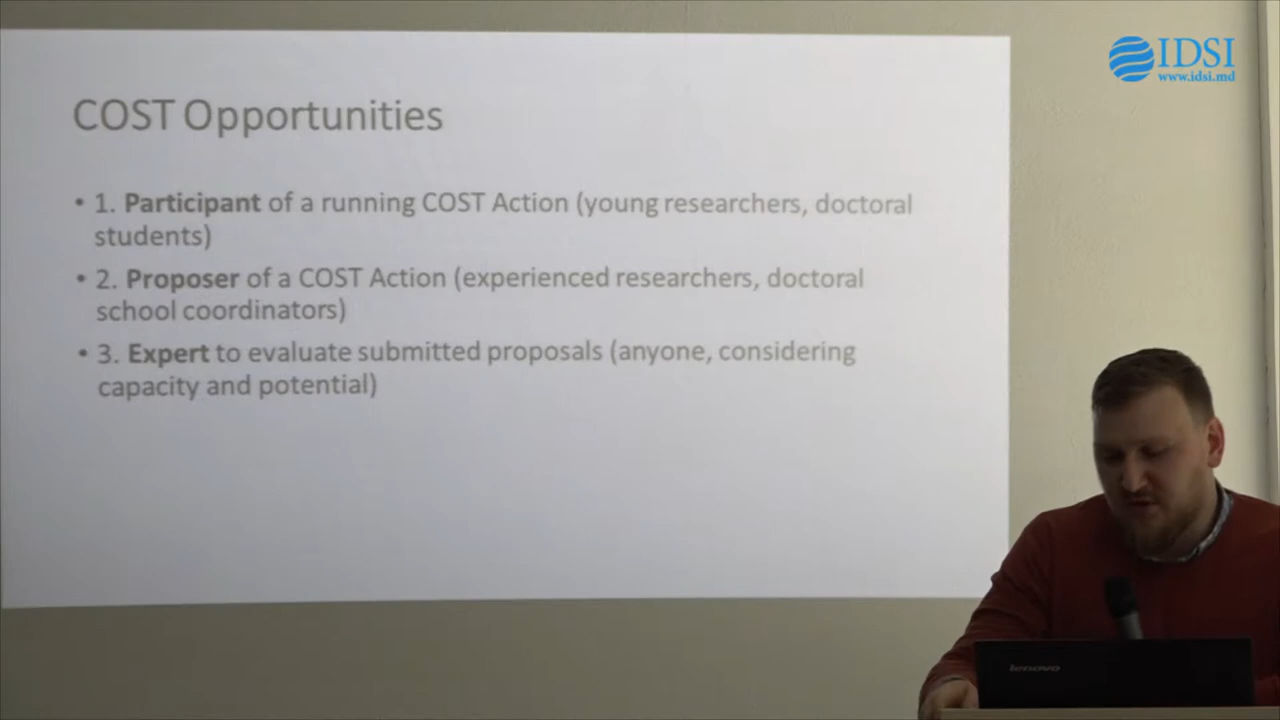 IDSI
www.idsi.md
COST Opportunities
• 1. Participant of a running COST Action (young researchers, doctoral
students)
• 2. Proposer of a COST Action (experienced researchers, doctoral
school coordinators)
• 3. Expert to evaluate submitted proposals (anyone, considering
capacity and potential)
lenovo